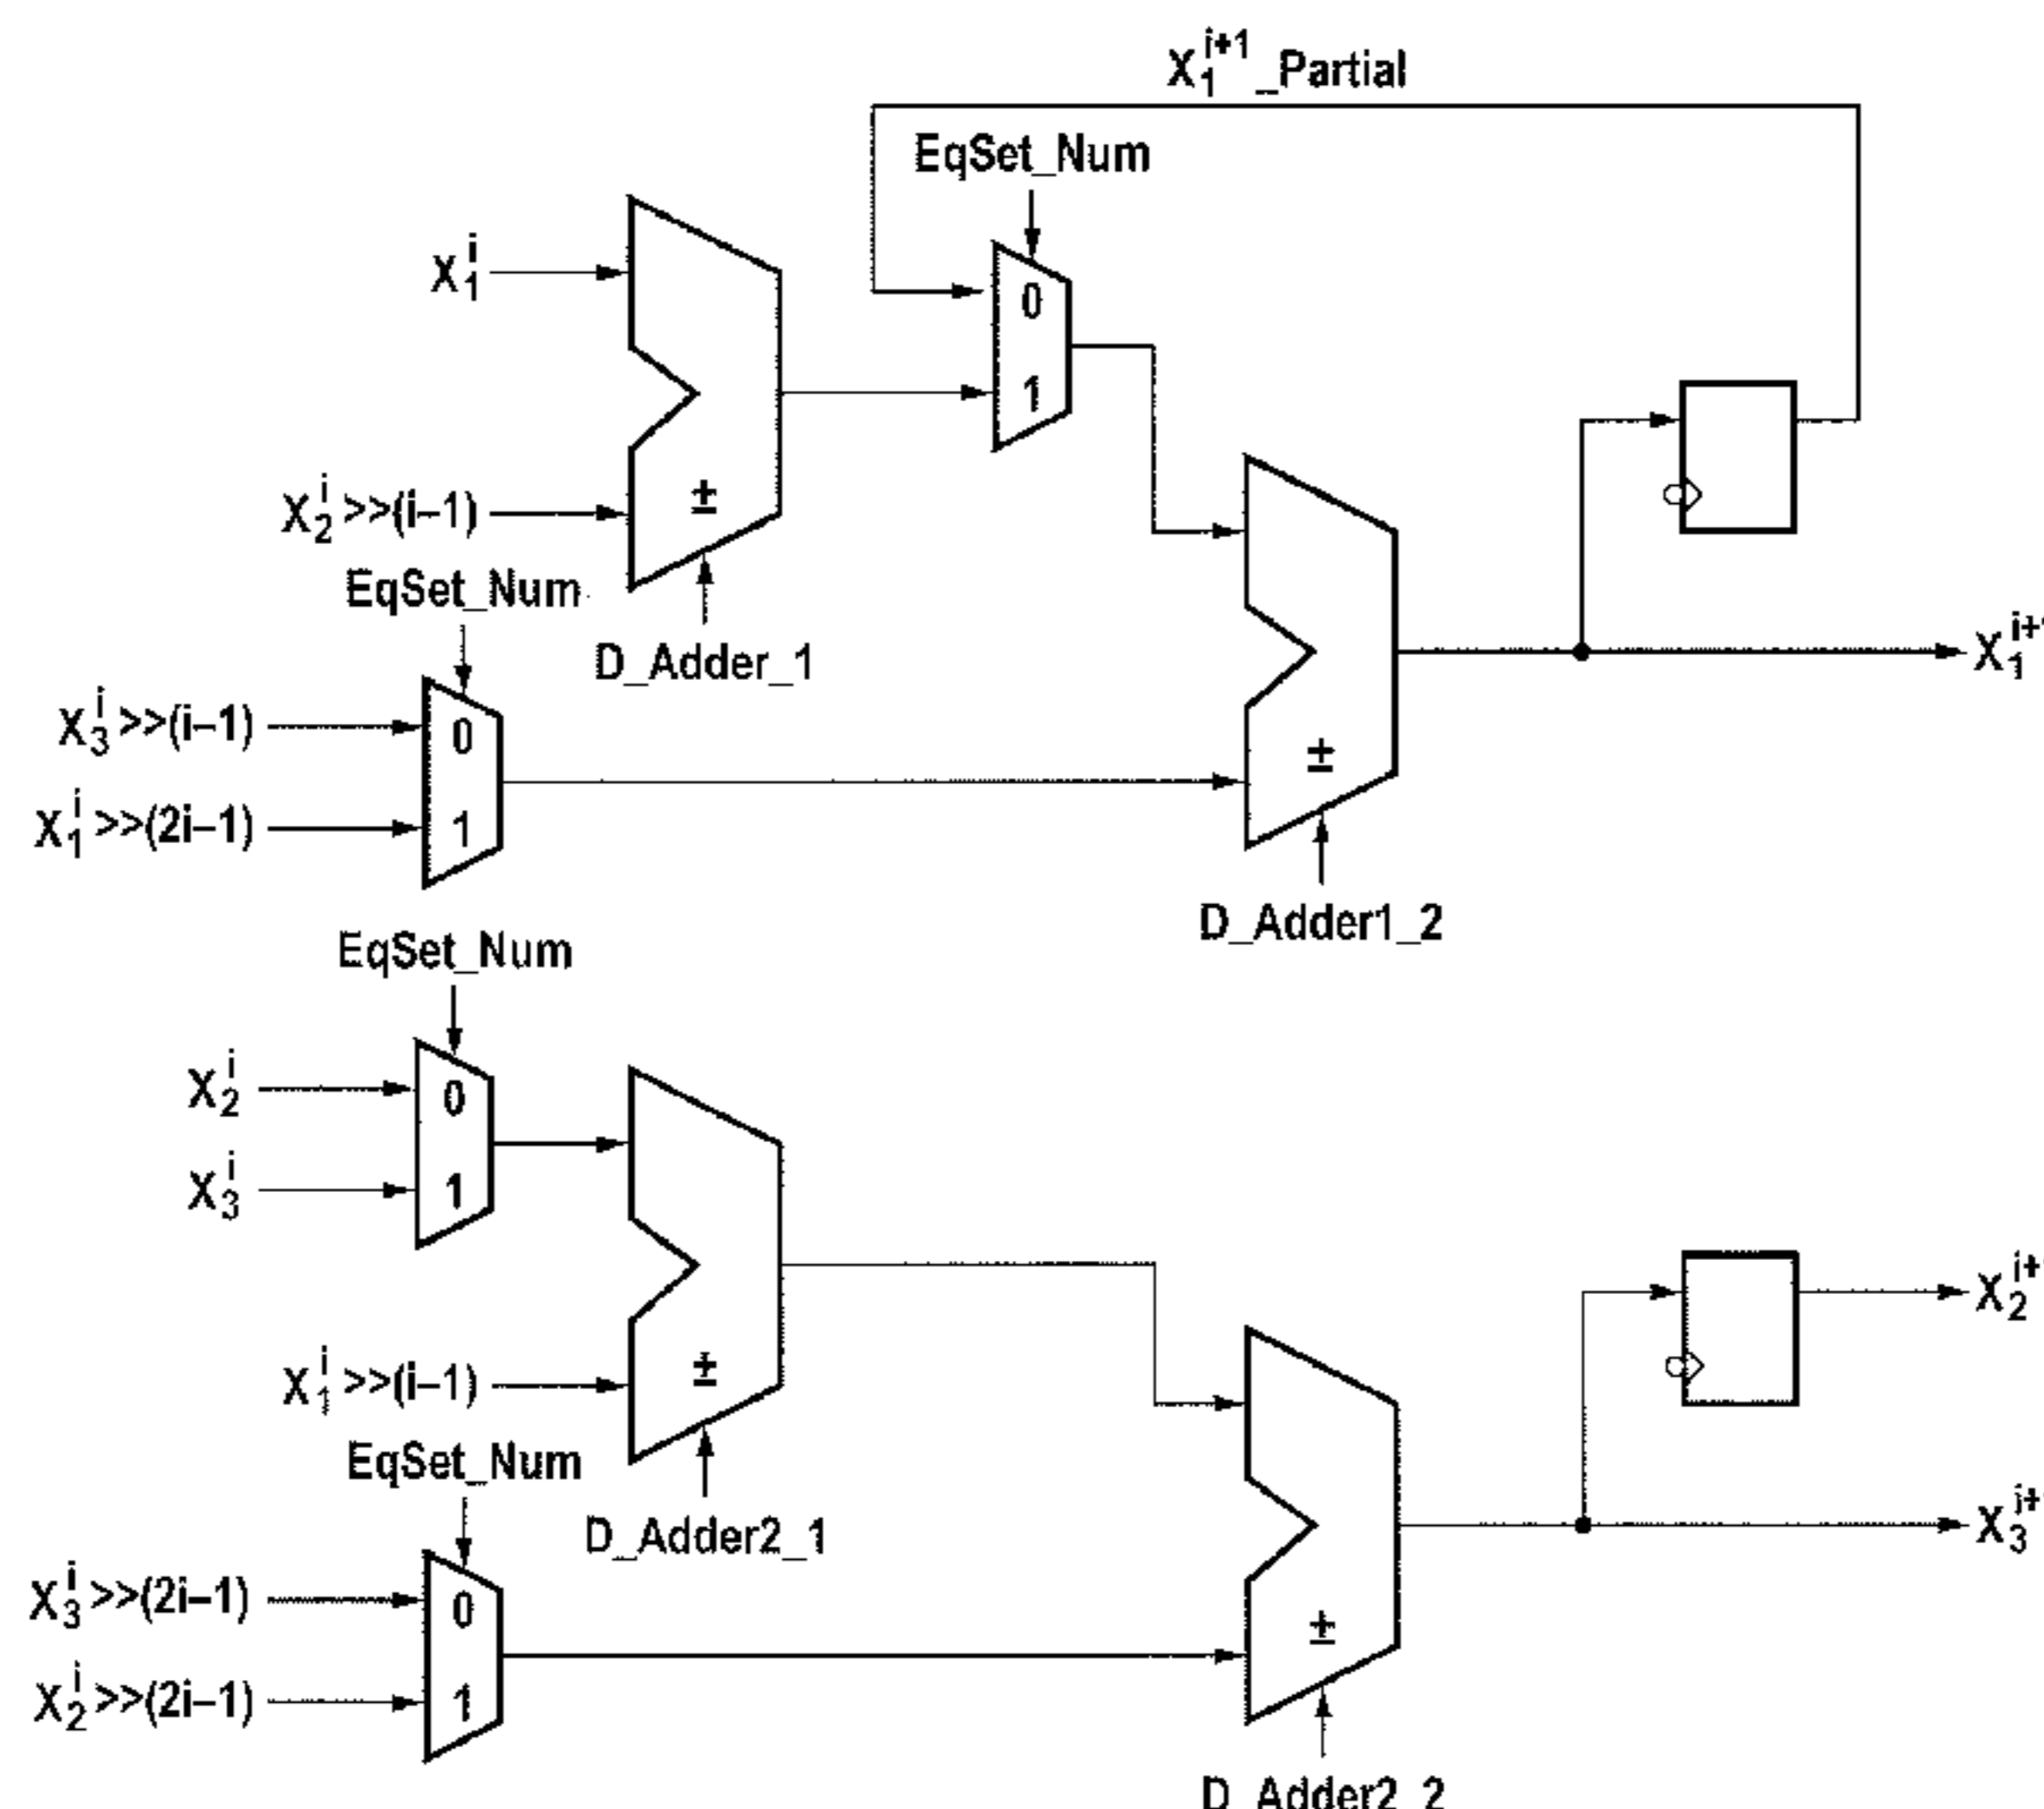 X₁ⁱ⁺¹_Partial
EqSet_Num
X₁ⁱ
0
1
X₂ⁱ>>(i–1)
±
EqSet_Num
D_Adder_1
X₃ⁱ>>(i–1)
0
X₁ⁱ>>(2i–1)
1
±
X₁ⁱ⁺¹
D_Adder1_2
EqSet_Num
X₂ⁱ
0
X₃ⁱ
1
X₁ⁱ>>(i–1)
±
EqSet_Num
D_Adder2_1
X₂ⁱ⁺
X₃ⁱ⁺
X₃ⁱ>>(2i–1)
0
X₂ⁱ>>(2i–1)
1
±
D_Adder2_2